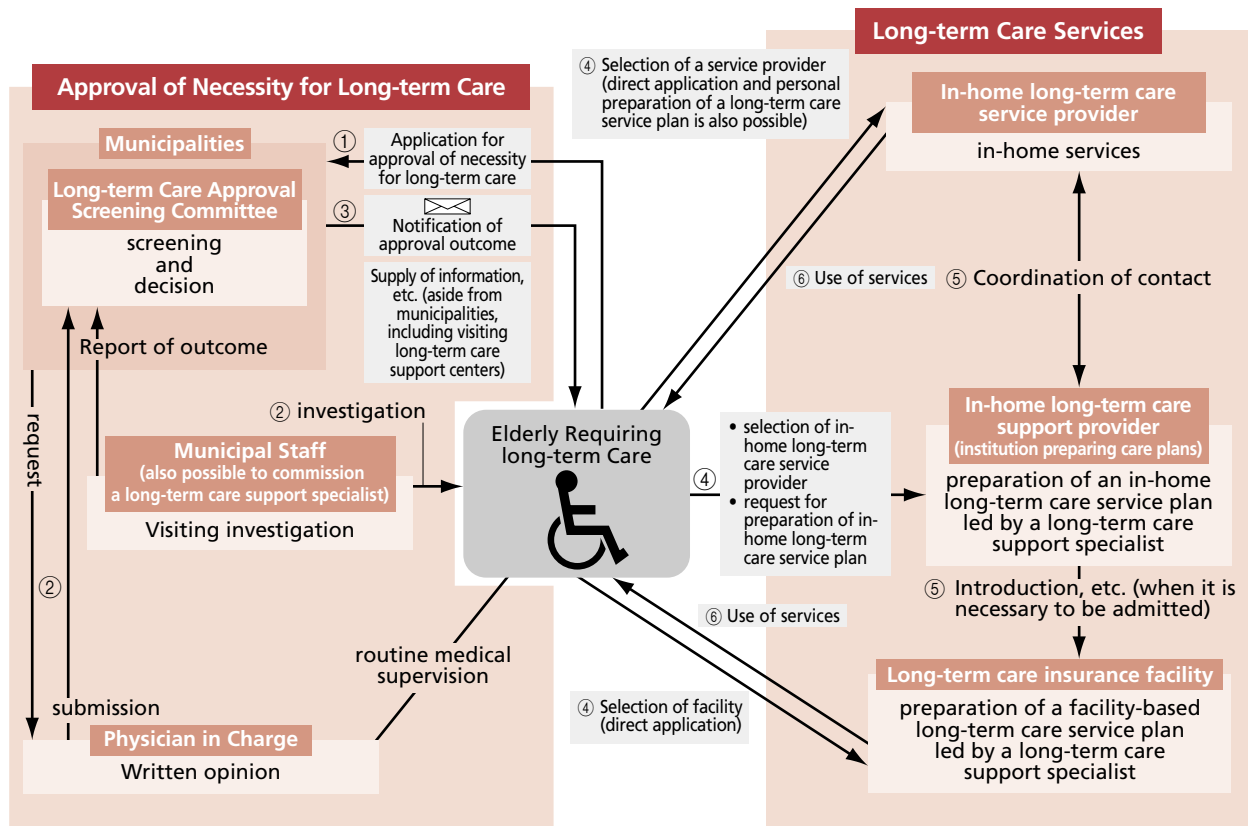 Approval of Necessity for Long-term Care
Municipalities
Long-term Care Approval
Screening Committee
screening
and
decision
① Application for
approval of necessity
for long-term care
③ Notification of
approval outcome
Supply of information,
etc. (aside from
municipalities,
including visiting
long-term care
support centers)
Report of outcome
request
② investigation
Municipal Staff
(also possible to commission
a long-term care support specialist)
Visiting investigation
②
submission
Physician in Charge
Written opinion
routine medical
supervision
Elderly Requiring
long-term Care
④ Selection of a service provider
(direct application and personal
preparation of a long-term care
service plan is also possible)
⑥ Use of services
④
• selection of in-
home long-term
care service
provider
• request for
preparation of in-
home long-term
care service plan
⑥ Use of services
④ Selection of facility
(direct application)
Long-term Care Services
In-home long-term care
service provider
in-home services
⑤ Coordination of contact
In-home long-term care
support provider
(institution preparing care plans)
preparation of an in-home
long-term care service plan
led by a long-term care
support specialist
⑤ Introduction, etc. (when it is
necessary to be admitted)
Long-term care insurance facility
preparation of a facility-based
long-term care service plan
led by a long-term care
support specialist